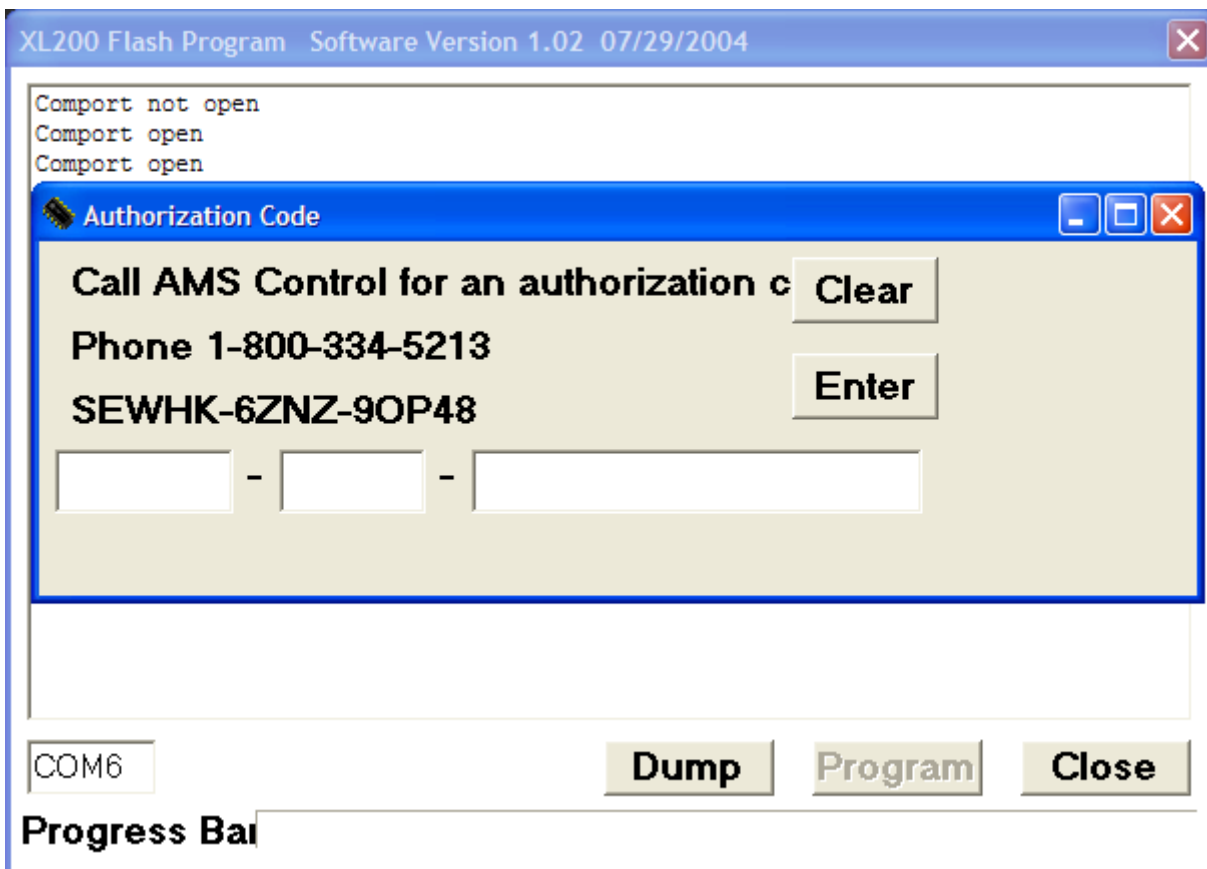 XL200 Flash Program Software Version 1.02 07/29/2004
Comport not open
Comport open
Comport open
Authorization Code
Call AMS Control for an authorization c
Clear
Phone 1-800-334-5213
Enter
SEWHK-6ZNZ-9OP48
- -
COM6
Dump
Program
Close
Progress Bar